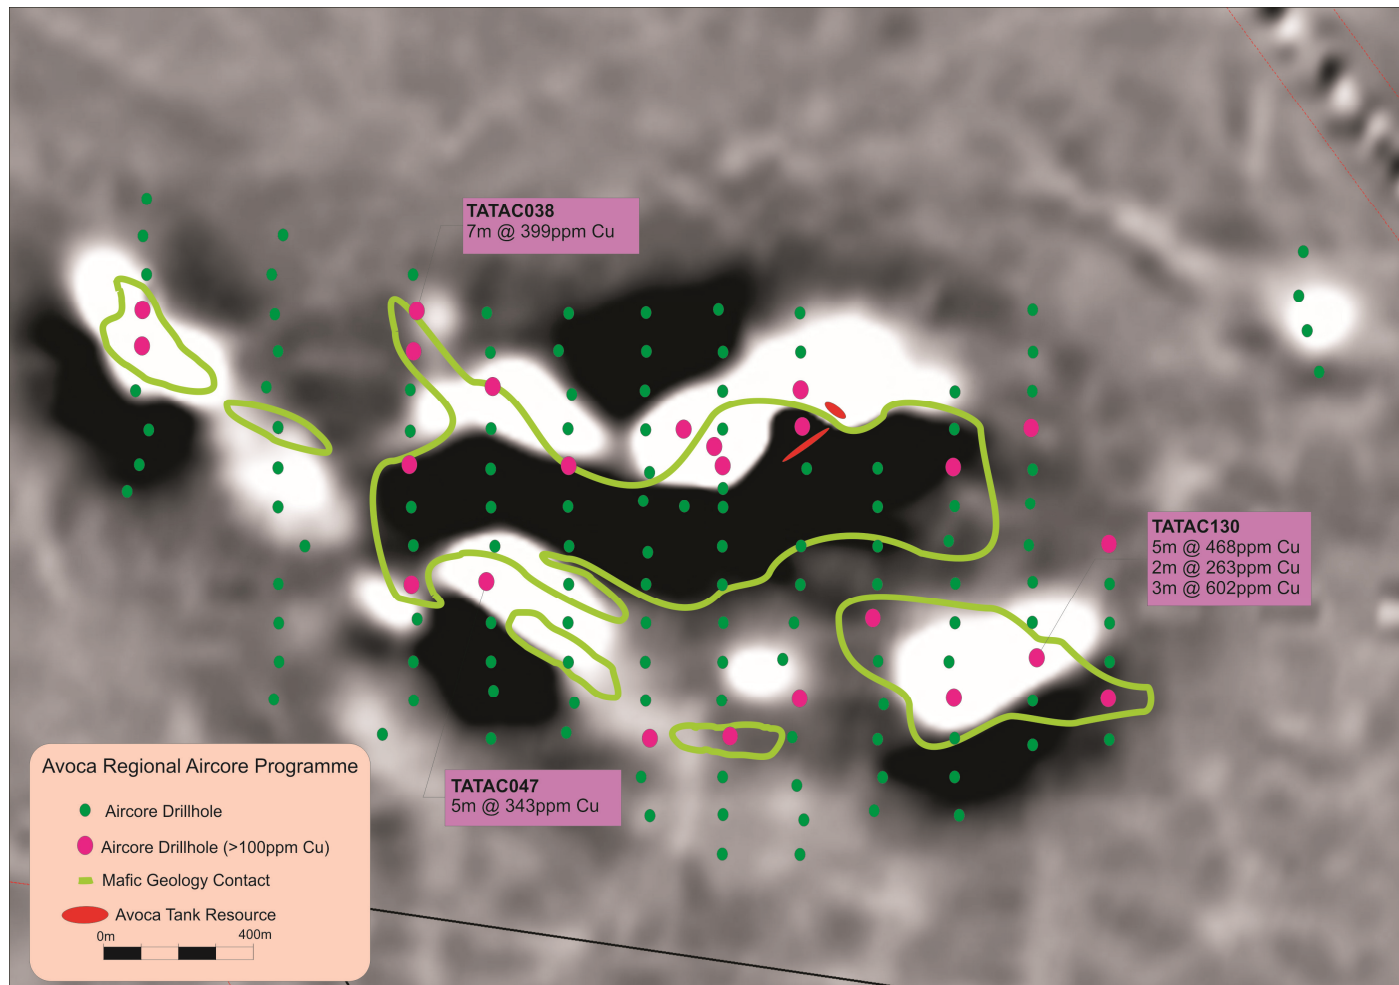 TATAC038
7m @ 399ppm Cu
TATAC130
5m @ 468ppm Cu
2m @ 263ppm Cu
3m @ 602ppm Cu
TATAC047
5m @ 343ppm Cu
Avoca Regional Aircore Programme
Aircore Drillhole
Aircore Drillhole (>100ppm Cu)
Mafic Geology Contact
Avoca Tank Resource
0m 400m